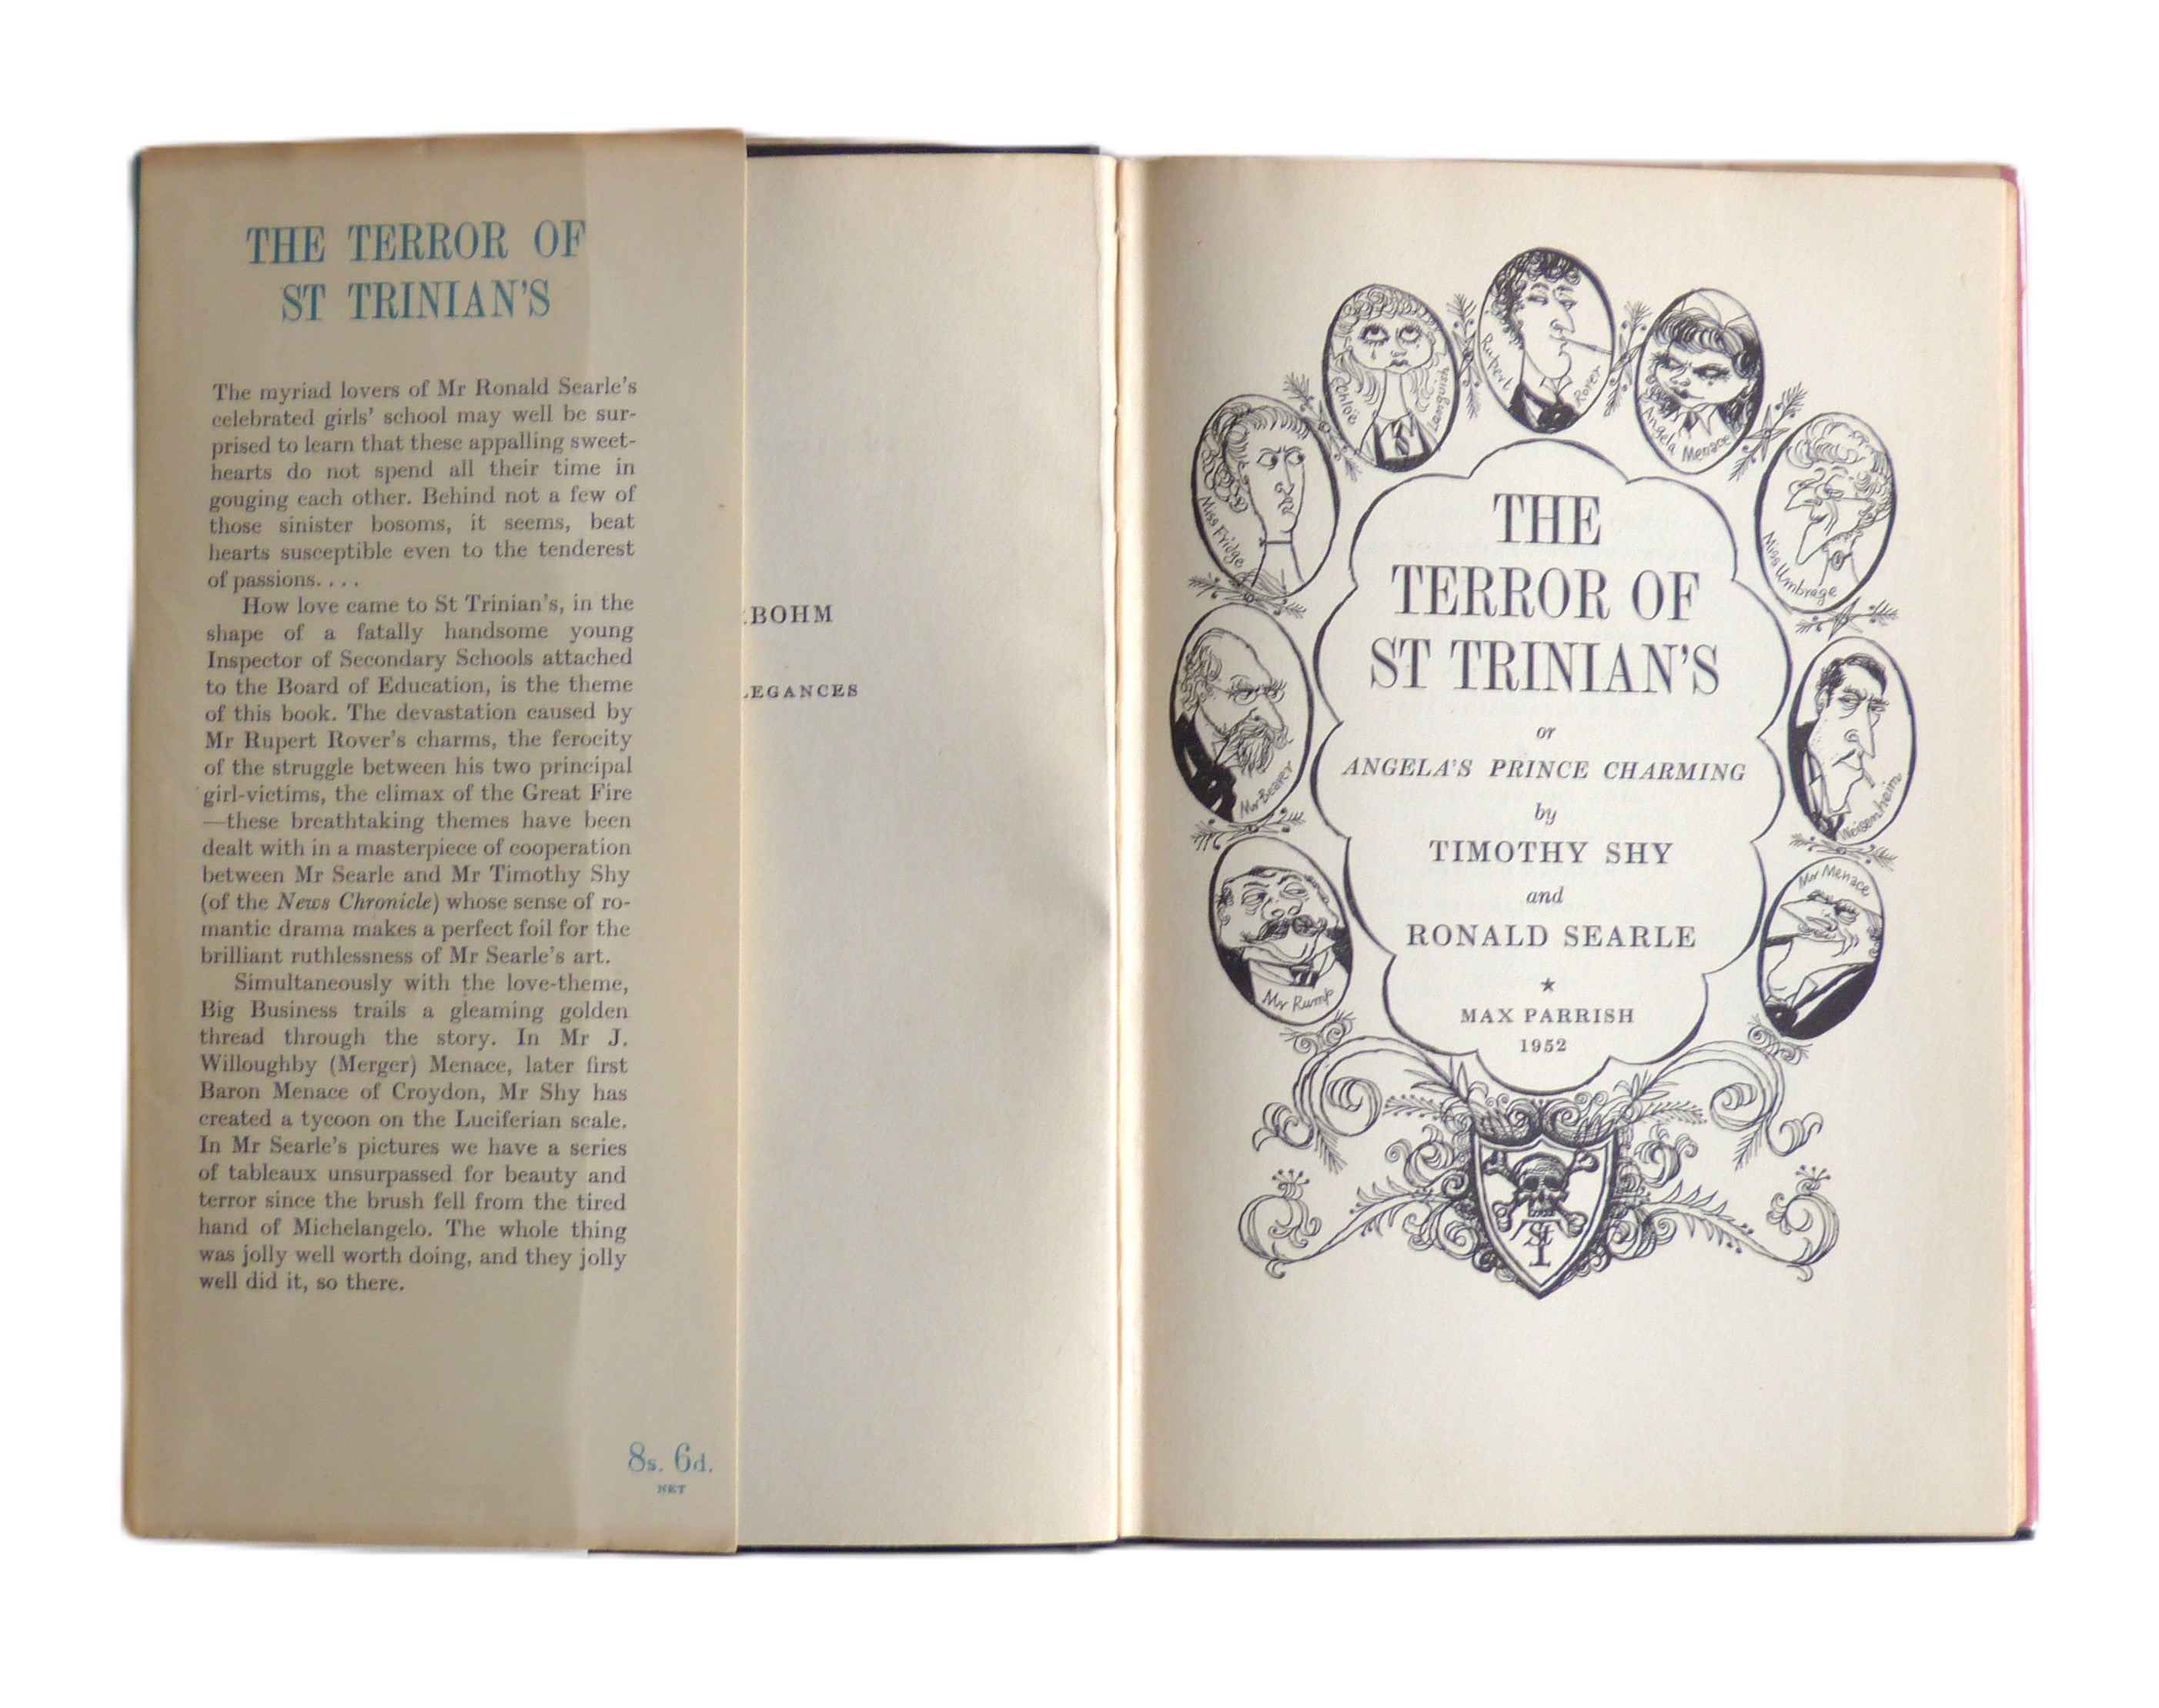 THE TERROR OF
ST TRINIAN'S
The myriad lovers of Mr Ronald Searle's
celebrated girls' school may well be sur-
prised to learn that these appalling sweet-
hearts do not spend all their time in
gouging each other. Behind not a few of
those sinister bosoms, it seems, beat
hearts susceptible even to the tenderest
of passions. . . .
How love came to St Trinian's, in the
shape of a fatally handsome young
Inspector of Secondary Schools attached
to the Board of Education, is the theme
of this book. The devastation caused by
Mr Rupert Rover's charms, the ferocity
of the struggle between his two principal
girl-victims, the climax of the Great Fire
—these breathtaking themes have been
dealt with in a masterpiece of cooperation
between Mr Searle and Mr Timothy Shy
(of the News Chronicle) whose sense of ro-
mantic drama makes a perfect foil for the
brilliant ruthlessness of Mr Searle's art.
Simultaneously with the love-theme,
Big Business trails a gleaming golden
thread through the story. In Mr J.
Willoughby (Merger) Menace, later first
Baron Menace of Croydon, Mr Shy has
created a tycoon on the Luciferian scale.
In Mr Searle's pictures we have a series
of tableaux unsurpassed for beauty and
terror since the brush fell from the tired
hand of Michelangelo. The whole thing
was jolly well worth doing, and they jolly
well did it, so there.
8s. 6d.
NET
BOHM
EGANCES
Miss Fridge
Chloë Languish
Rupert Rover
Angela Menace
Miss Umbrage
Mr Beaver
Weisenheim
Mr Rump
Mr Menace
THE
TERROR OF
ST TRINIAN'S
or
ANGELA'S PRINCE CHARMING
by
TIMOTHY SHY
and
RONALD SEARLE
MAX PARRISH
1952
ST